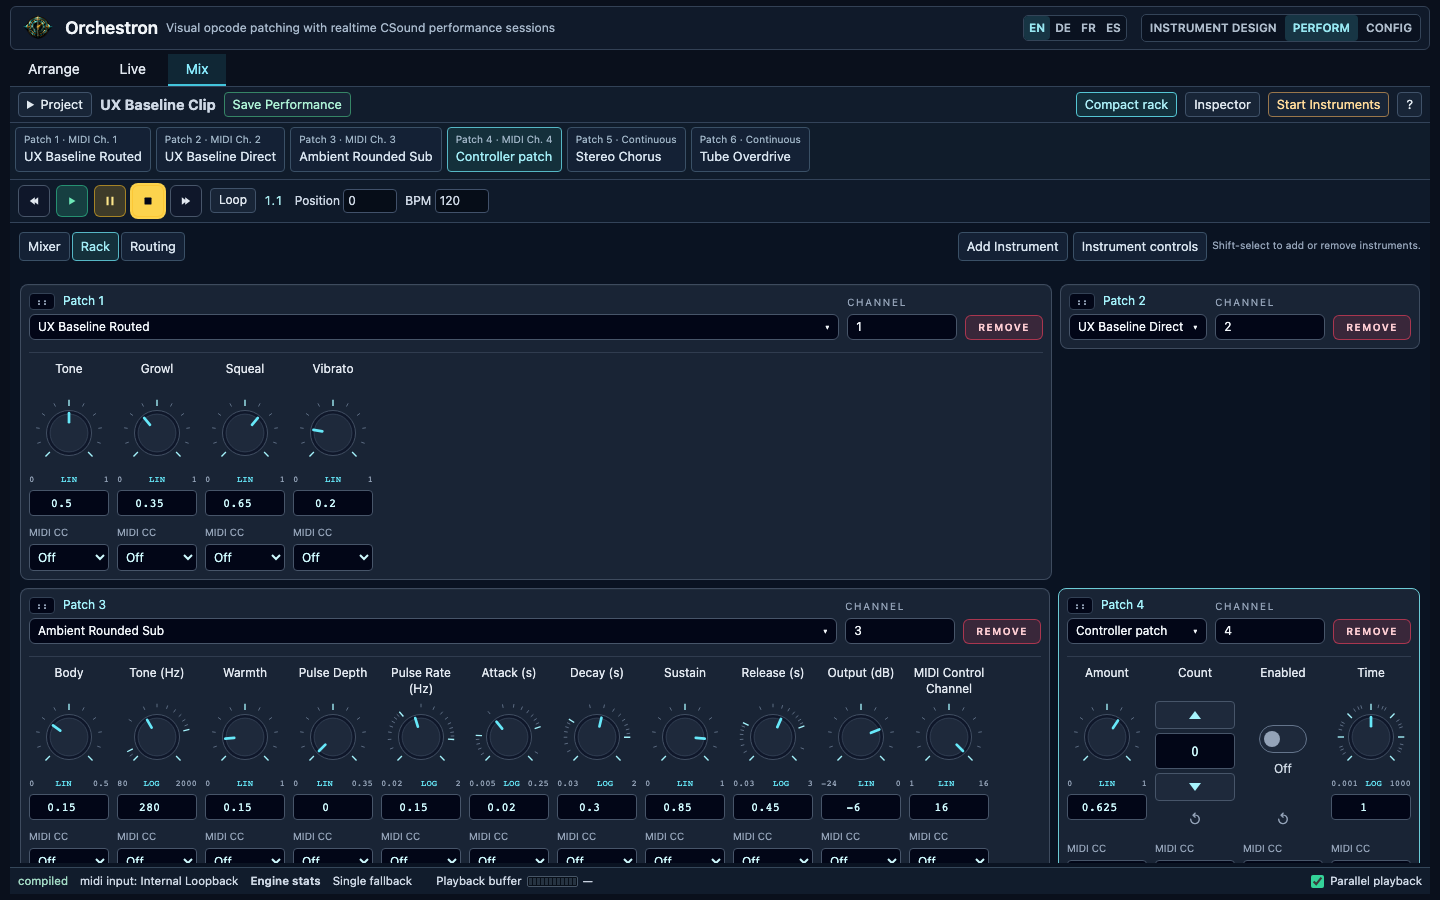 Orchestron Visual opcode patching with realtime CSound performance sessions EN DE FR ES INSTRUMENT DESIGN PERFORM CONFIG
Arrange Live Mix
Project UX Baseline Clip Save Performance Compact rack Inspector Start Instruments ?
Patch 1 · MIDI Ch. 1 Patch 2 · MIDI Ch. 2 Patch 3 · MIDI Ch. 3 Patch 4 · MIDI Ch. 4 Patch 5 · Continuous Patch 6 · Continuous
UX Baseline Routed UX Baseline Direct Ambient Rounded Sub Controller patch Stereo Chorus Tube Overdrive
Loop 1.1 Position 0 BPM 120
Mixer Rack Routing Add Instrument Instrument controls Shift-select to add or remove instruments.
:: Patch 1 CHANNEL :: Patch 2 CHANNEL
UX Baseline Routed 1 REMOVE UX Baseline Direct 2 REMOVE
Tone Growl Squeal Vibrato
0 LIN 1 0 LIN 1 0 LIN 1 0 LIN 1
0.5 0.35 0.65 0.2
MIDI CC MIDI CC MIDI CC MIDI CC
Off Off Off Off
:: Patch 3 CHANNEL :: Patch 4 CHANNEL
Ambient Rounded Sub 3 REMOVE Controller patch 4 REMOVE
Body Tone (Hz) Warmth Pulse Depth Pulse Rate (Hz) Attack (s) Decay (s) Sustain Release (s) Output (dB) MIDI Control Channel Amount Count Enabled Time
0 LIN 0.5 80 LOG 2000 0 LIN 1 0 LIN 0.35 0.02 LOG 2 0.005 LOG 0.25 0.03 LOG 2 0 LIN 1 0.03 LOG 3 -24 LIN 0 1 LIN 16 0 LIN 1 0 Off 0.001 LOG 1000
0.15 280 0.15 0 0.15 0.02 0.3 0.85 0.45 -6 16 0.625 1
MIDI CC MIDI CC MIDI CC MIDI CC MIDI CC MIDI CC MIDI CC MIDI CC MIDI CC MIDI CC MIDI CC MIDI CC MIDI CC MIDI CC MIDI CC
Off Off Off Off Off Off Off Off Off Off Off
compiled midi input: Internal Loopback Engine stats Single fallback Playback buffer — Parallel playback